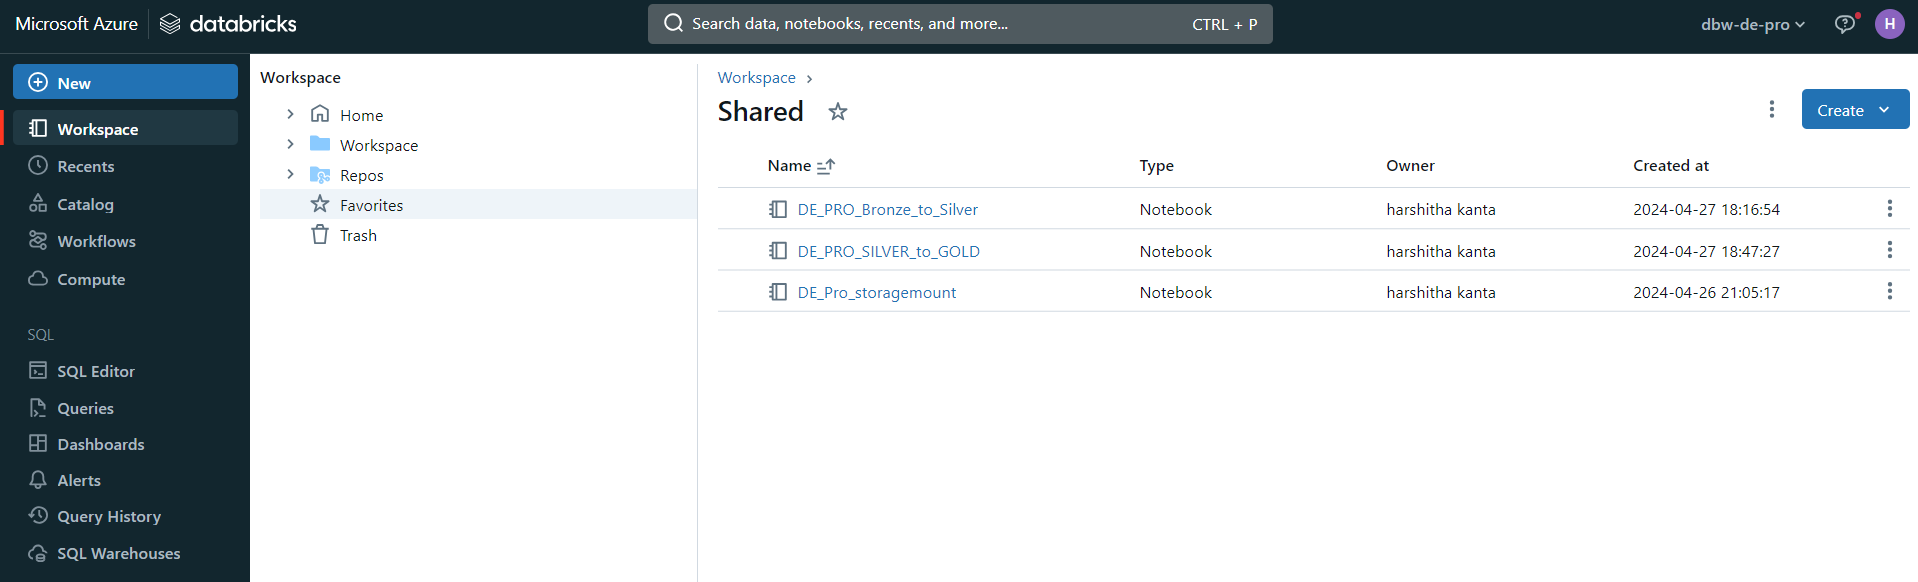 Microsoft Azure databricks
Search data, notebooks, recents, and more... CTRL + P
dbw-de-pro
H
New
Workspace
Recents
Catalog
Workflows
Compute
SQL
SQL Editor
Queries
Dashboards
Alerts
Query History
SQL Warehouses
Workspace
Home
Workspace
Repos
Favorites
Trash
Workspace ›
Shared
Create
Name Type Owner Created at
DE_PRO_Bronze_to_Silver Notebook harshitha kanta 2024-04-27 18:16:54
DE_PRO_SILVER_to_GOLD Notebook harshitha kanta 2024-04-27 18:47:27
DE_Pro_storagemount Notebook harshitha kanta 2024-04-26 21:05:17